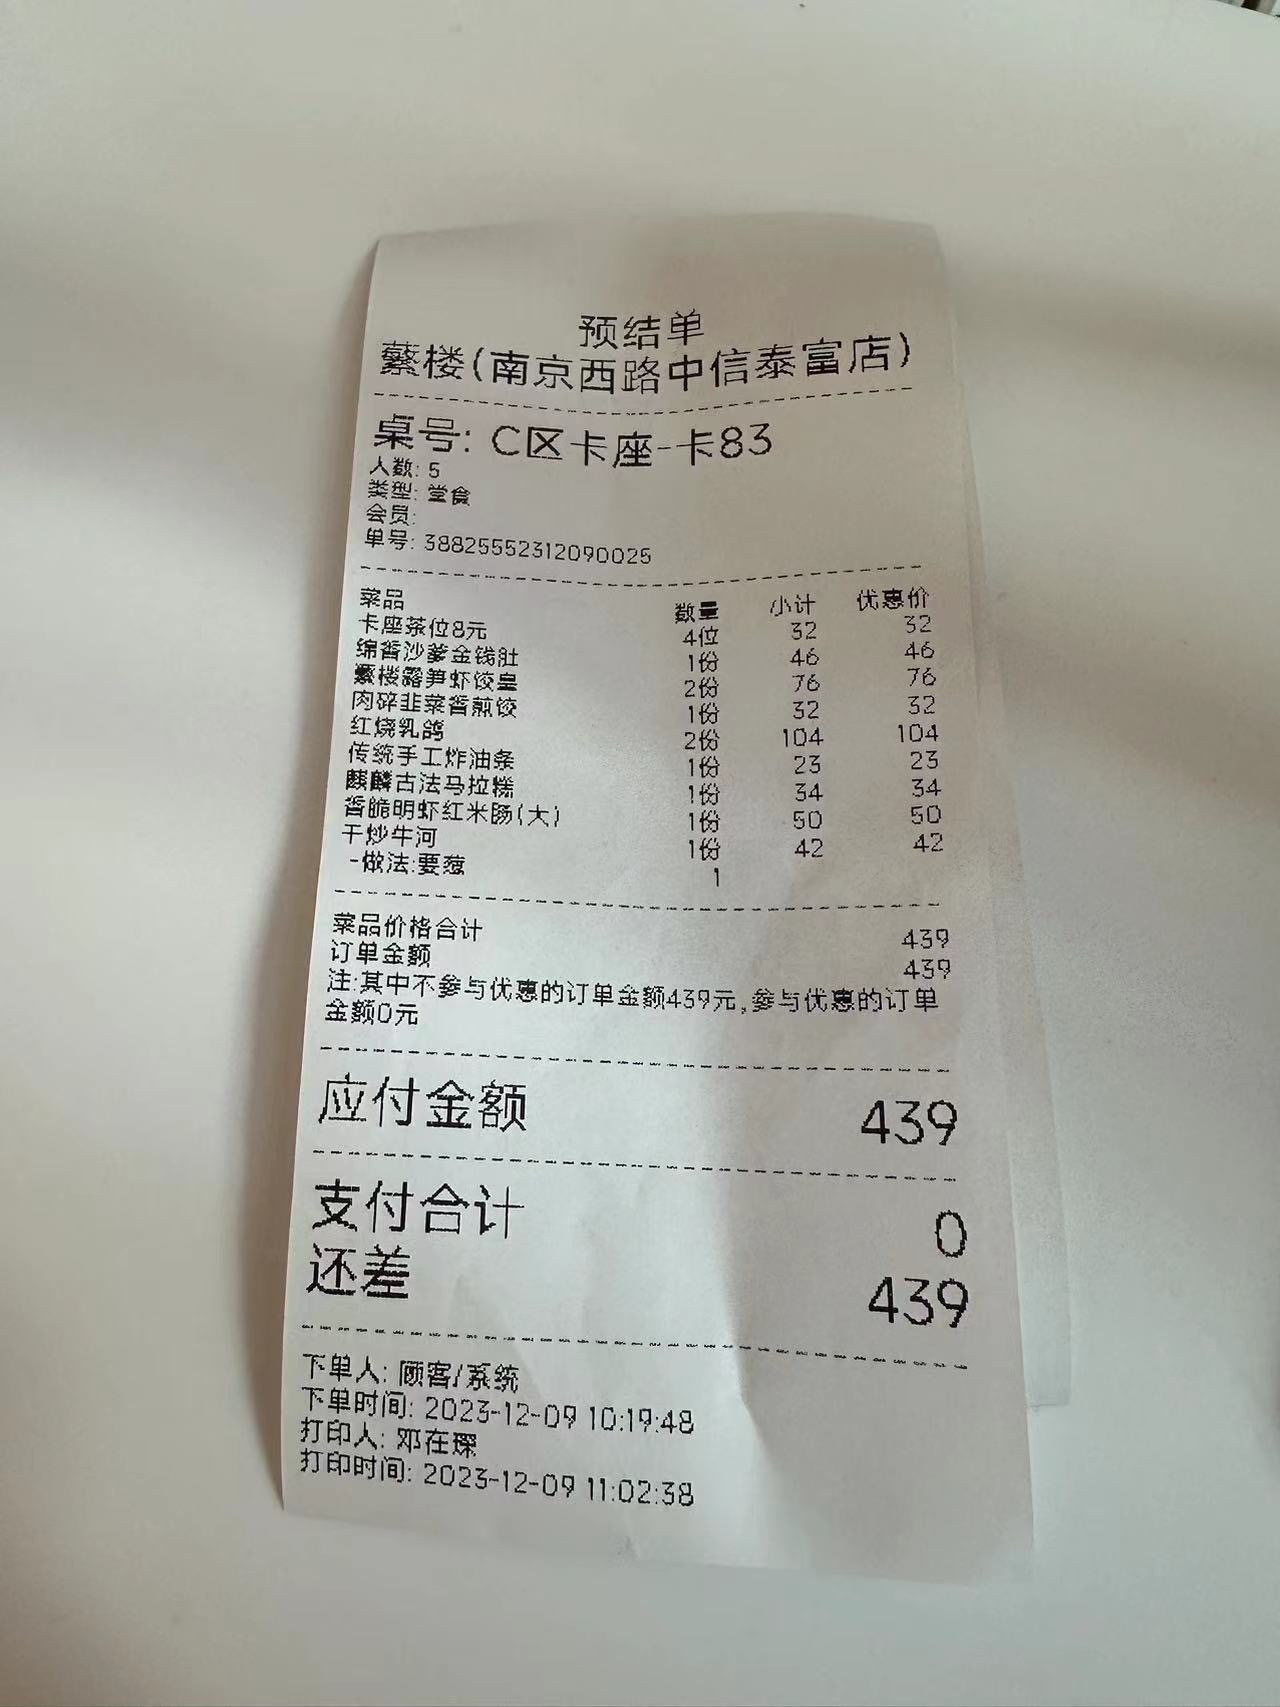 预结单
蘩楼(南京西路中信泰富店)
桌号: C区卡座-卡83
人数: 5
类型: 堂食
会员:
单号: 38825552312090025
菜品 数量 小计 优惠价
卡座茶位8元 4位 32 32
绵香沙爹金钱肚 1份 46 46
蘩楼露笋虾饺皇 2份 76 76
肉碎韭菜香煎饺 1份 32 32
红烧乳鸽 2份 104 104
传统手工炸油条 1份 23 23
麒麟古法马拉糕 1份 34 34
香脆明虾红米肠(大) 1份 50 50
干炒牛河 1份 42 42
-做法:要葱 1
菜品价格合计 439
订单金额 439
注:其中不参与优惠的订单金额439元,参与优惠的订单
金额0元
应付金额 439
支付合计 0
还差 439
下单人: 顾客/系统
下单时间: 2023-12-09 10:19:48
打印人: 邓在琛
打印时间: 2023-12-09 11:02:38